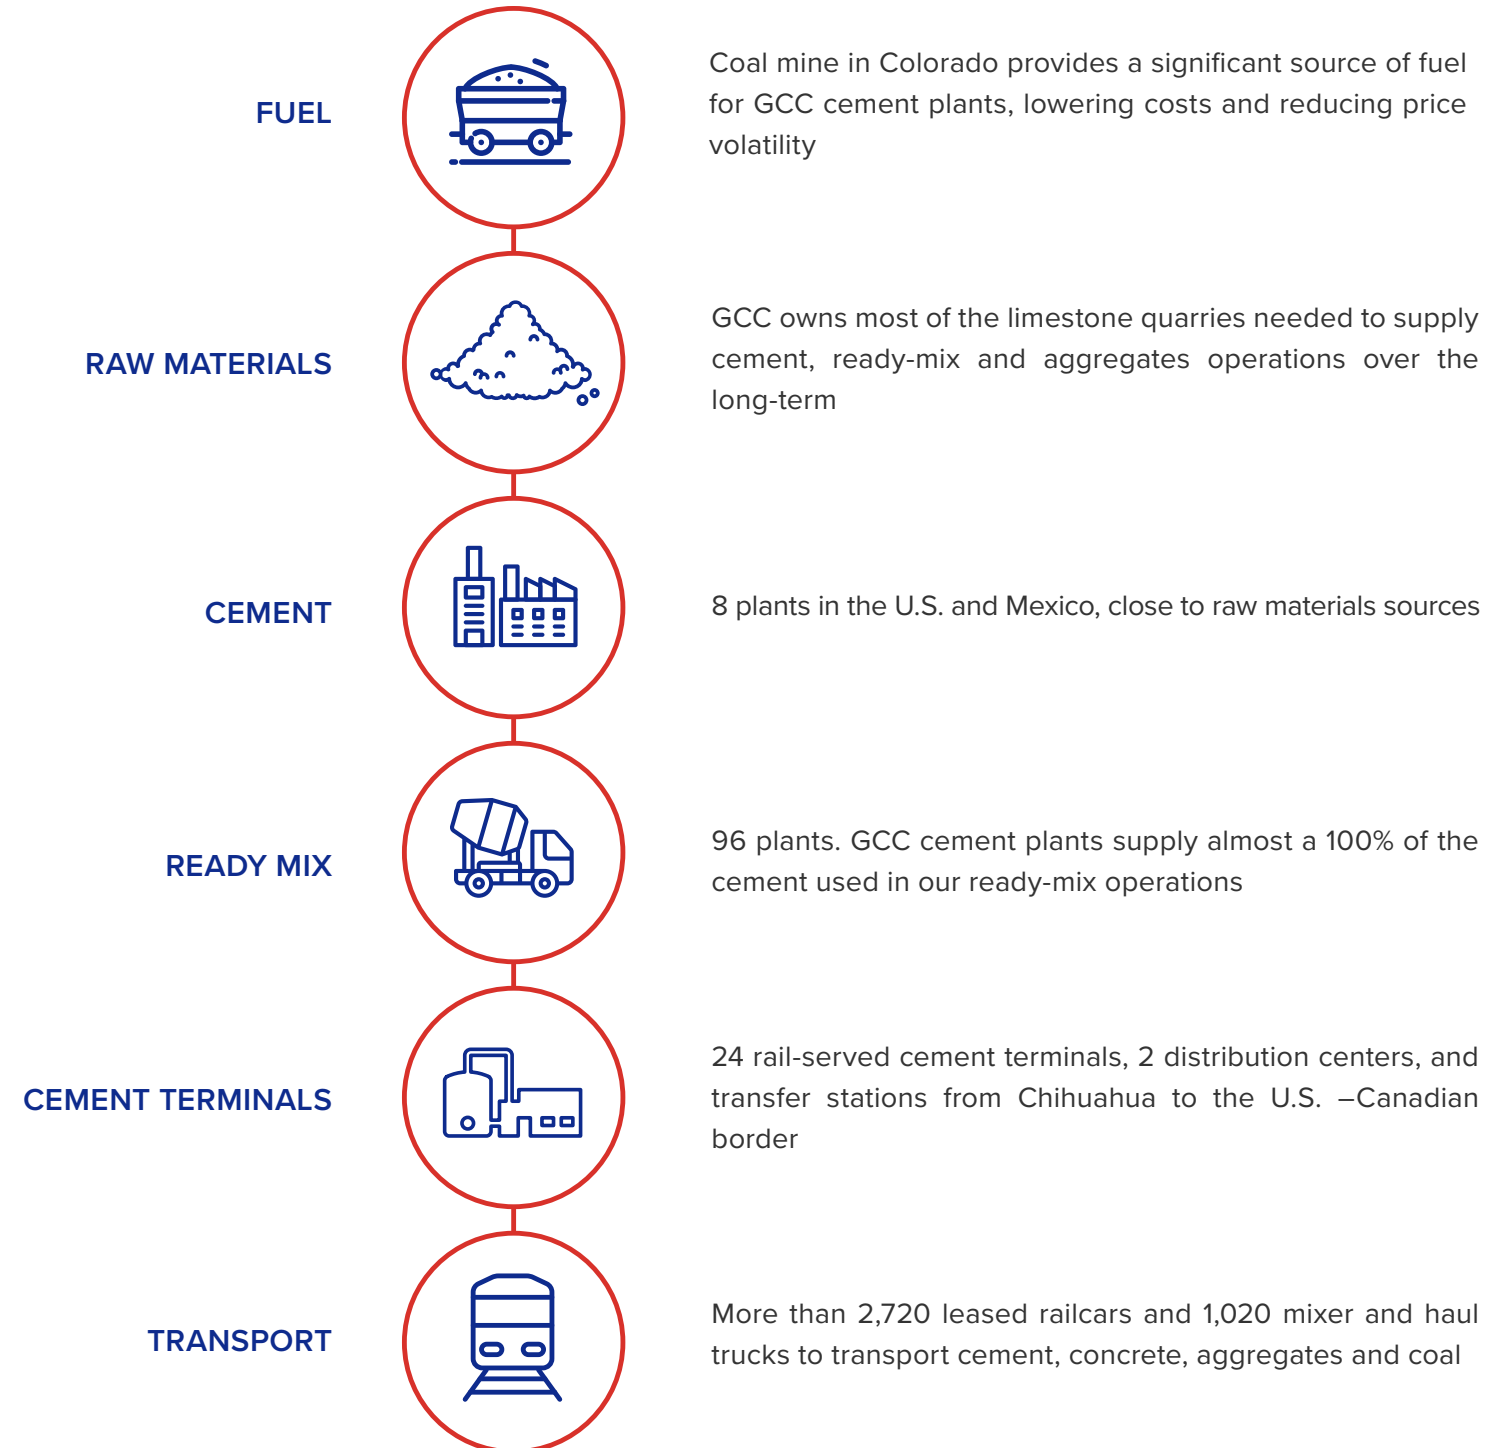 FUEL
Coal mine in Colorado provides a significant source of fuel
for GCC cement plants, lowering costs and reducing price
volatility
RAW MATERIALS
GCC owns most of the limestone quarries needed to supply
cement, ready-mix and aggregates operations over the
long-term
CEMENT
8 plants in the U.S. and Mexico, close to raw materials sources
READY MIX
96 plants. GCC cement plants supply almost a 100% of the
cement used in our ready-mix operations
CEMENT TERMINALS
24 rail-served cement terminals, 2 distribution centers, and
transfer stations from Chihuahua to the U.S. –Canadian
border
TRANSPORT
More than 2,720 leased railcars and 1,020 mixer and haul
trucks to transport cement, concrete, aggregates and coal